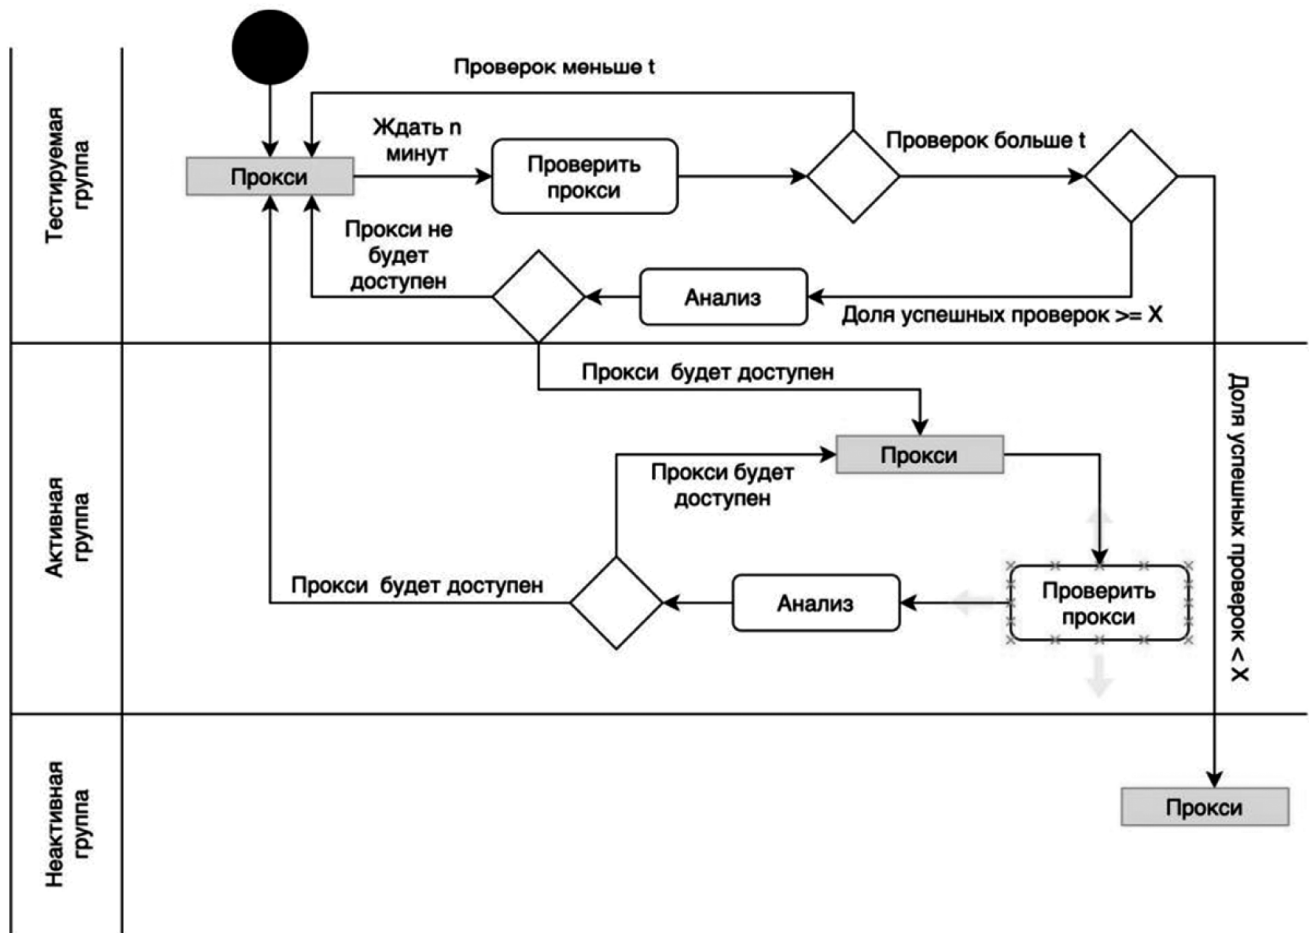 Тестируемая
группа
Проверок меньше t
Прокси
Ждать n
минут
Проверить
прокси
Проверок больше t
Прокси не
будет
доступен
Анализ
Доля успешных проверок >= X
Активная
группа
Прокси  будет доступен
Прокси
Прокси будет
доступен
Прокси  будет доступен
Анализ
Проверить
прокси
Доля успешных проверок < X
Неактивная
группа
Прокси